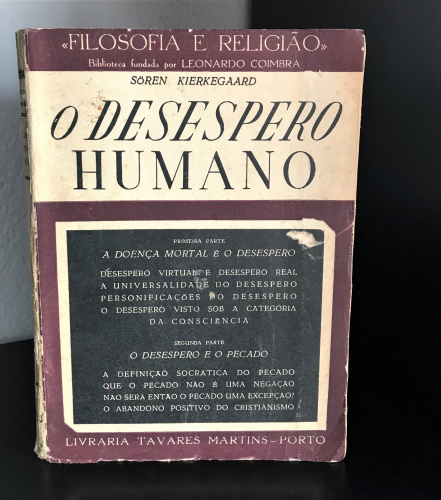 «FILOSOFIA E RELIGIÃO»
Biblioteca fundada por LEONARDO COIMBRA
SÖREN KIERKEGAARD
O DESESPERO
HUMANO
PRIMEIRA PARTE
A DOENÇA MORTAL É O DESESPERO
DESESPERO VIRTUAL E DESESPERO REAL
A UNIVERSALIDADE DO DESESPERO
PERSONIFICAÇÕES DO DESESPERO
O DESESPERO VISTO SOB A CATEGORIA
DA CONSCIÊNCIA
SEGUNDA PARTE
O DESESPERO E O PECADO
A DEFINIÇÃO SOCRÁTICA DO PECADO
QUE O PECADO NÃO É UMA NEGAÇÃO
NÃO SERÁ ENTÃO O PECADO UMA EXCEPÇÃO?
O ABANDONO POSITIVO DO CRISTIANISMO
LIVRARIA TAVARES MARTINS-PORTO